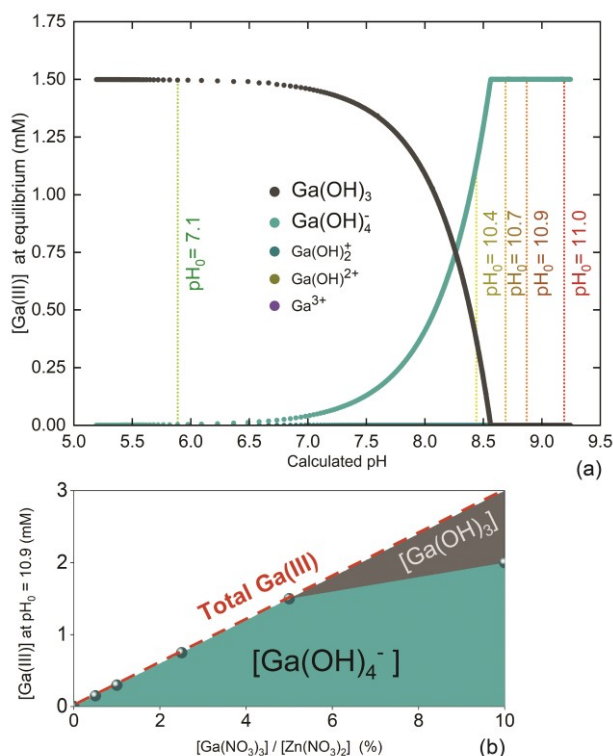 1.75
1.50
1.25
1.00
0.75
0.50
0.25
0.00
[Ga(III)] at equilibrium (mM)
Ga(OH)₃
Ga(OH)₄⁻
Ga(OH)₂⁺
Ga(OH)²⁺
Ga³⁺
pH₀= 7.1
pH₀= 10.4
pH₀= 10.7
pH₀= 10.9
pH₀= 11.0
5.0 5.5 6.0 6.5 7.0 7.5 8.0 8.5 9.0 9.5
Calculated pH
(a)
3
2
1
0
[Ga(III)] at pH₀ = 10.9 (mM)
Total Ga(III)
[Ga(OH)₃]
[Ga(OH)₄⁻]
0 2 4 6 8 10
[Ga(NO₃)₃] / [Zn(NO₃)₂] (%)
(b)